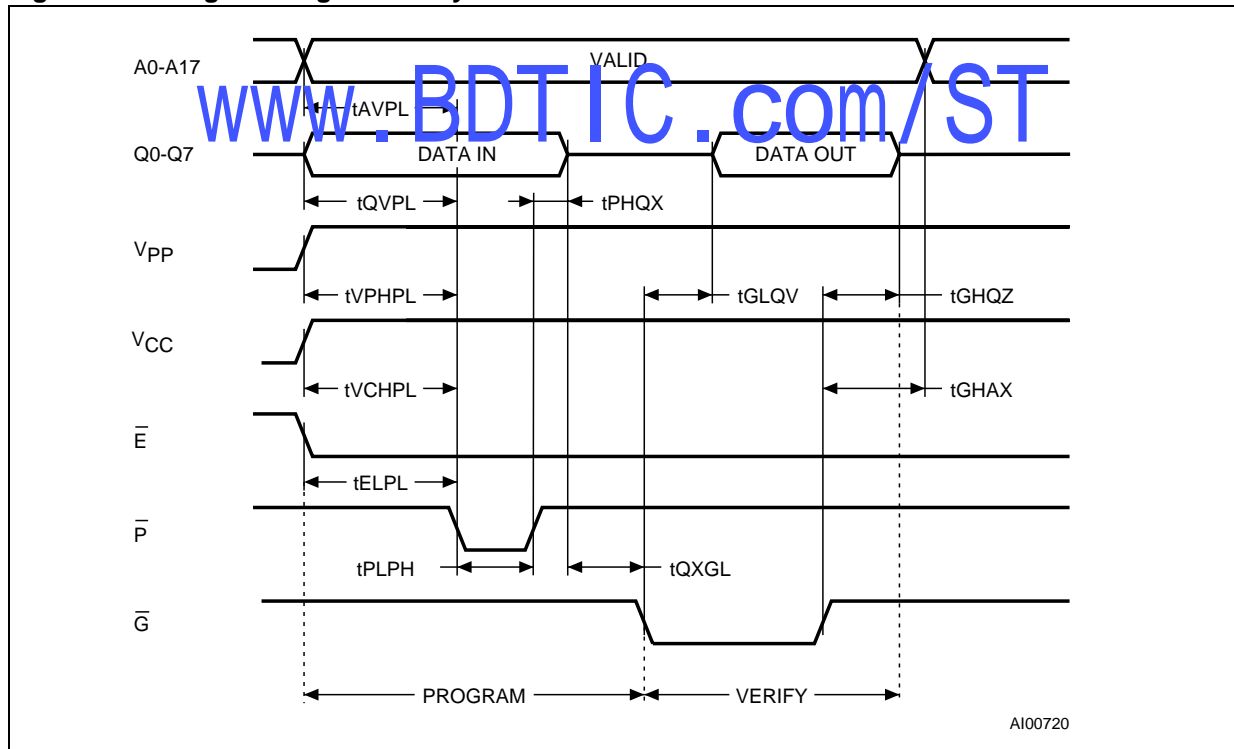 A0-A17
VALID
www.BDTIC.com/ST
tAVPL
Q0-Q7
DATA IN
DATA OUT
tQVPL
tPHQX
VPP
tVPHPL
tGLQV
tGHQZ
VCC
tVCHPL
tGHAX
E̅
tELPL
P̅
tPLPH
tQXGL
G̅
PROGRAM
VERIFY
AI00720